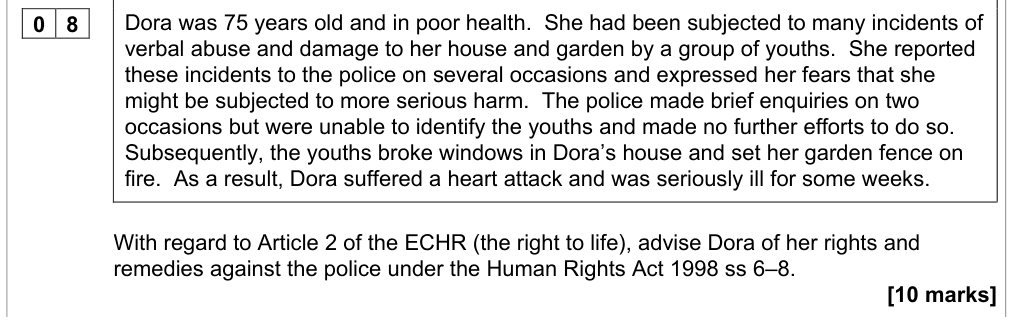 0 8
Dora was 75 years old and in poor health. She had been subjected to many incidents of
verbal abuse and damage to her house and garden by a group of youths. She reported
these incidents to the police on several occasions and expressed her fears that she
might be subjected to more serious harm. The police made brief enquiries on two
occasions but were unable to identify the youths and made no further efforts to do so.
Subsequently, the youths broke windows in Dora's house and set her garden fence on
fire. As a result, Dora suffered a heart attack and was seriously ill for some weeks.
With regard to Article 2 of the ECHR (the right to life), advise Dora of her rights and
remedies against the police under the Human Rights Act 1998 ss 6–8.
[10 marks]